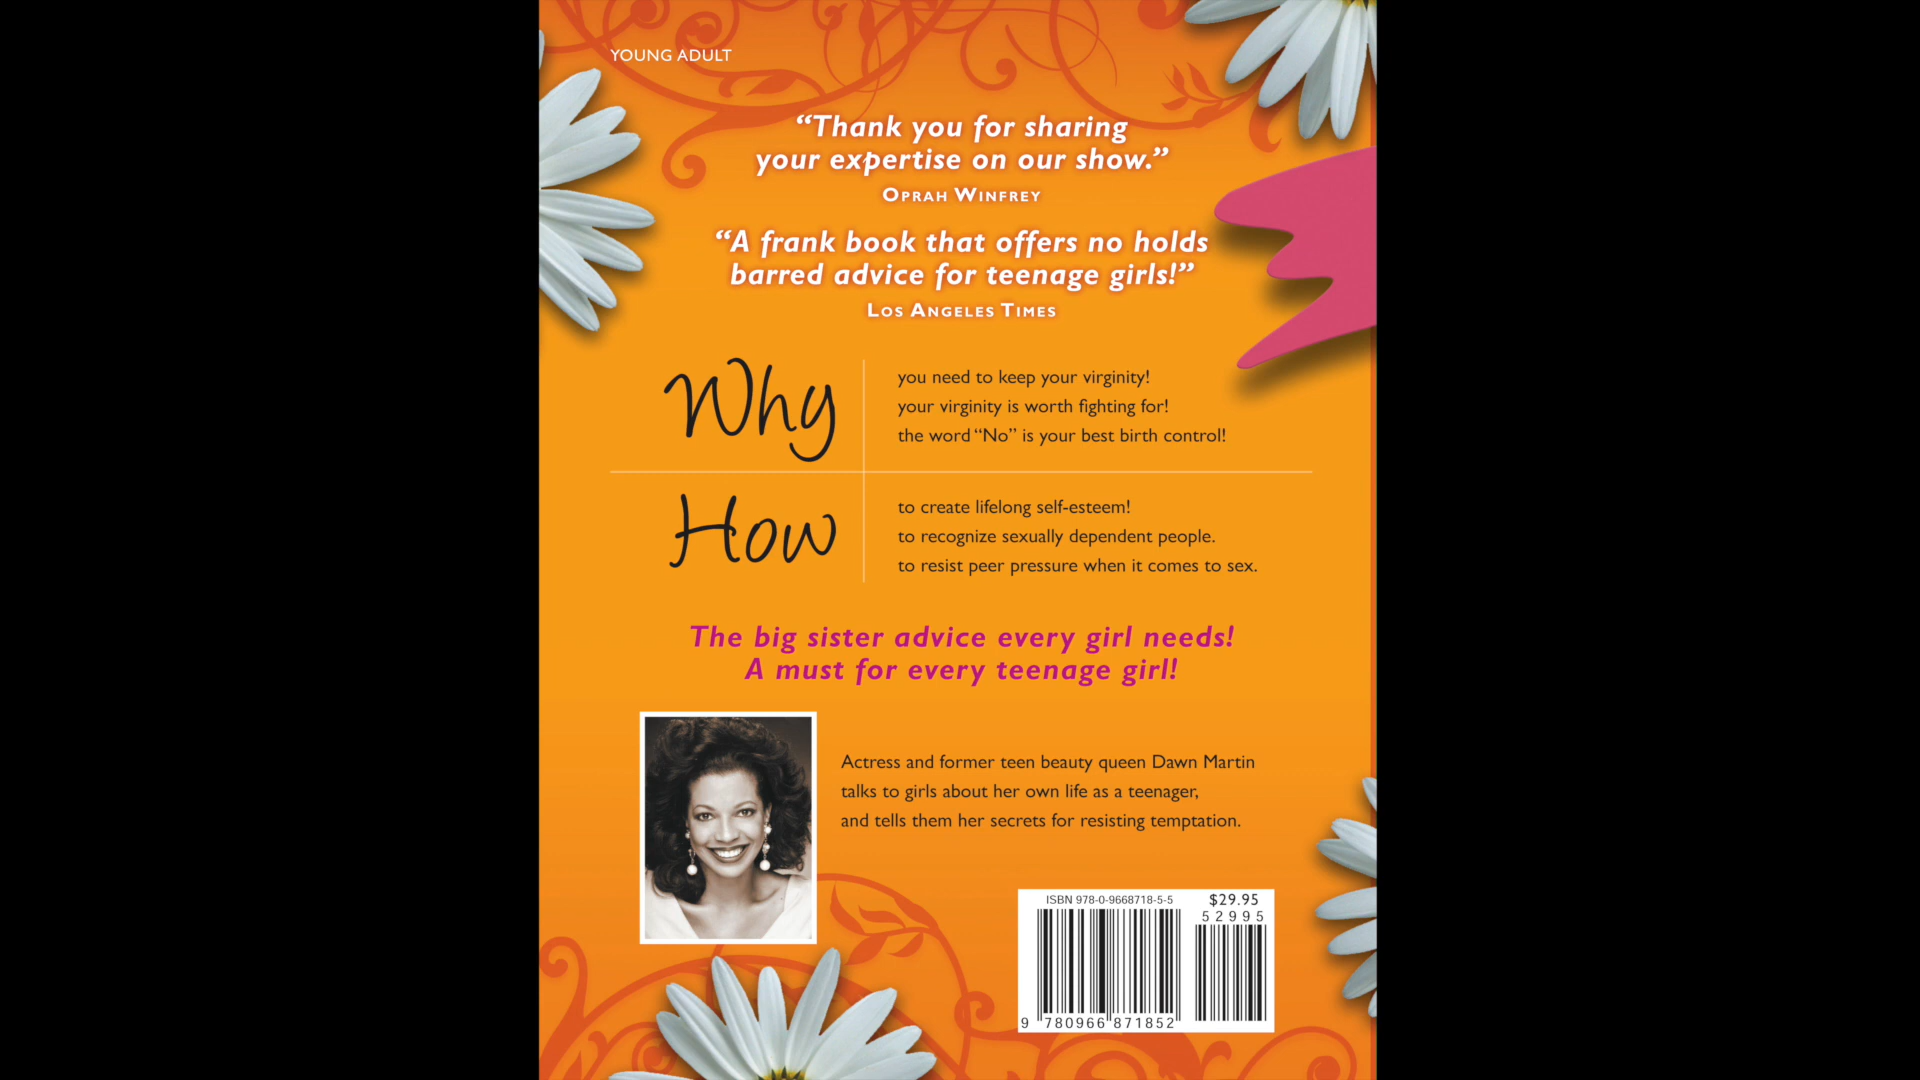 YOUNG ADULT
“Thank you for sharing
your expertise on our show.”
OPRAH WINFREY
“A frank book that offers no holds
barred advice for teenage girls!”
LOS ANGELES TIMES
Why
you need to keep your virginity!
your virginity is worth fighting for!
the word “No” is your best birth control!
How
to create lifelong self-esteem!
to recognize sexually dependent people.
to resist peer pressure when it comes to sex.
The big sister advice every girl needs!
A must for every teenage girl!
Actress and former teen beauty queen Dawn Martin
talks to girls about her own life as a teenager,
and tells them her secrets for resisting temptation.
ISBN 978-0-9668718-5-5
$29.95
52995
9 780966 871852